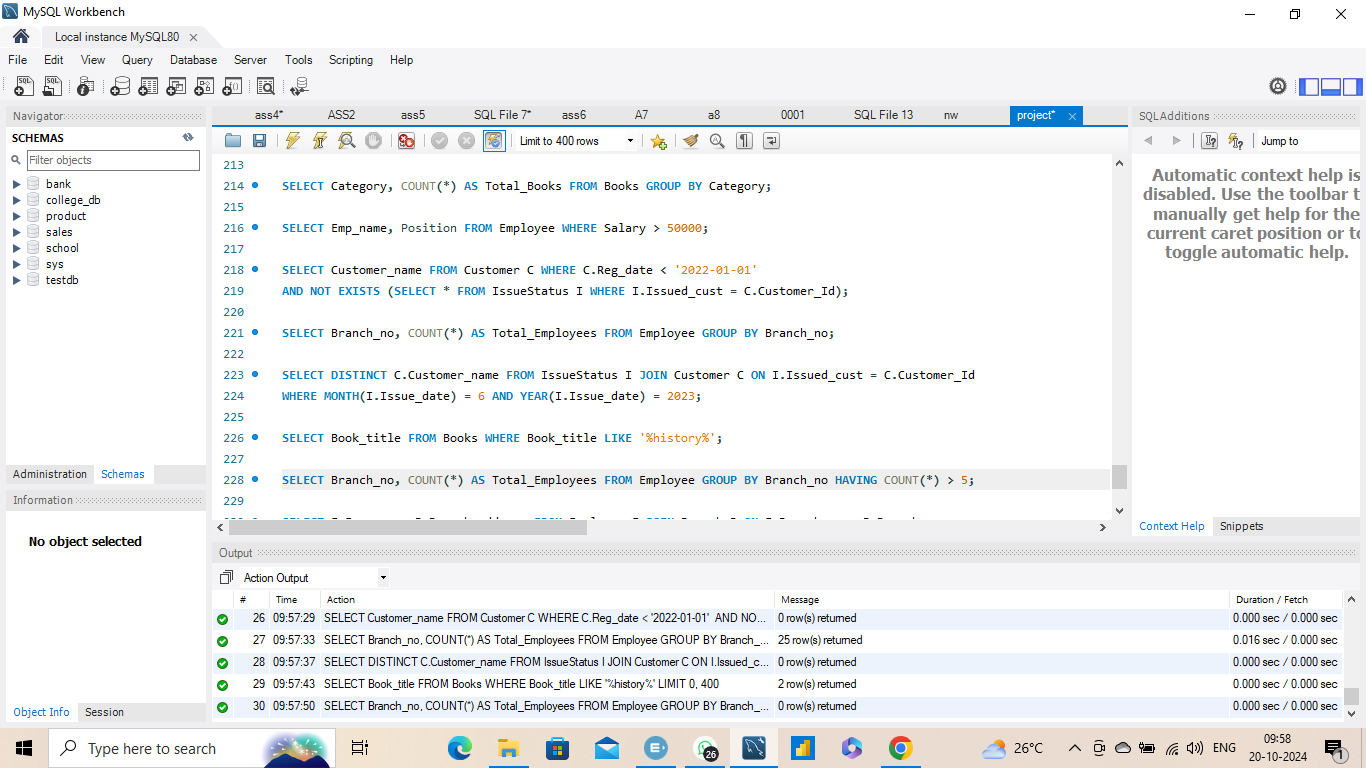 MySQL Workbench
Local instance MySQL80
File Edit View Query Database Server Tools Scripting Help
Navigator
SCHEMAS
Filter objects
bank
college_db
product
sales
school
sys
testdb
Administration Schemas
Information
No object selected
Object Info Session
ass4* ASS2 ass5 SQL File 7* ass6 A7 a8 0001 SQL File 13 nw project*
Limit to 400 rows
213
214 SELECT Category, COUNT(*) AS Total_Books FROM Books GROUP BY Category;
215
216 SELECT Emp_name, Position FROM Employee WHERE Salary > 50000;
217
218 SELECT Customer_name FROM Customer C WHERE C.Reg_date < '2022-01-01'
219 AND NOT EXISTS (SELECT * FROM IssueStatus I WHERE I.Issued_cust = C.Customer_Id);
220
221 SELECT Branch_no, COUNT(*) AS Total_Employees FROM Employee GROUP BY Branch_no;
222
223 SELECT DISTINCT C.Customer_name FROM IssueStatus I JOIN Customer C ON I.Issued_cust = C.Customer_Id
224 WHERE MONTH(I.Issue_date) = 6 AND YEAR(I.Issue_date) = 2023;
225
226 SELECT Book_title FROM Books WHERE Book_title LIKE '%history%';
227
228 SELECT Branch_no, COUNT(*) AS Total_Employees FROM Employee GROUP BY Branch_no HAVING COUNT(*) > 5;
229
SQLAdditions
Jump to
Automatic context help is
disabled. Use the toolbar t
manually get help for the
current caret position or to
toggle automatic help.
Context Help Snippets
Output
Action Output
# Time Action Message Duration / Fetch
26 09:57:29 SELECT Customer_name FROM Customer C WHERE C.Reg_date < '2022-01-01' AND NO... 0 row(s) returned 0.000 sec / 0.000 sec
27 09:57:33 SELECT Branch_no, COUNT(*) AS Total_Employees FROM Employee GROUP BY Branch_... 25 row(s) returned 0.016 sec / 0.000 sec
28 09:57:37 SELECT DISTINCT C.Customer_name FROM IssueStatus I JOIN Customer C ON I.Issued_c... 0 row(s) returned 0.000 sec / 0.000 sec
29 09:57:43 SELECT Book_title FROM Books WHERE Book_title LIKE '%history%' LIMIT 0, 400 2 row(s) returned 0.000 sec / 0.000 sec
30 09:57:50 SELECT Branch_no, COUNT(*) AS Total_Employees FROM Employee GROUP BY Branch_... 0 row(s) returned 0.000 sec / 0.000 sec
Type here to search
26
26°C
ENG
09:58
20-10-2024
1